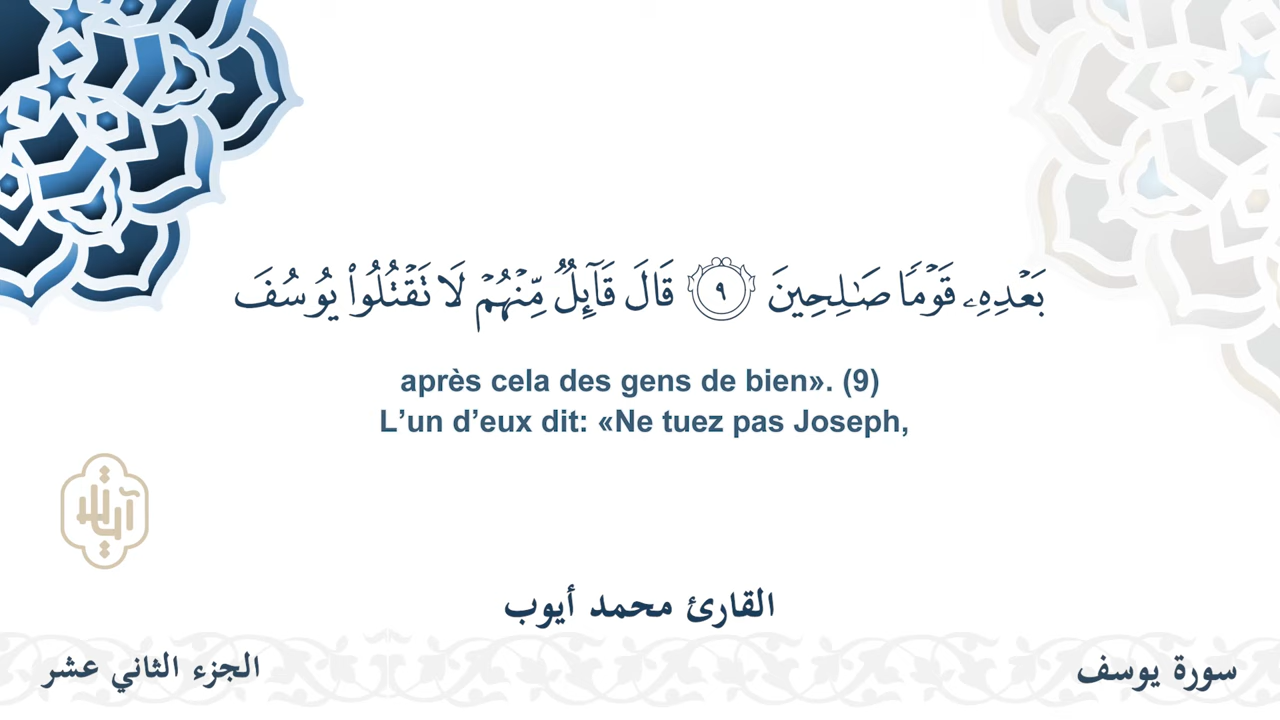 بَعْدِهِۦ قَوْمًا صَـٰلِحِينَ ٩ قَالَ قَآئِلٌ مِّنْهُمْ لَا تَقْتُلُوا۟ يُوسُفَ
après cela des gens de bien». (9)
L’un d’eux dit: «Ne tuez pas Joseph,
القارئ محمد أيوب
سورة يوسف
الجزء الثاني عشر